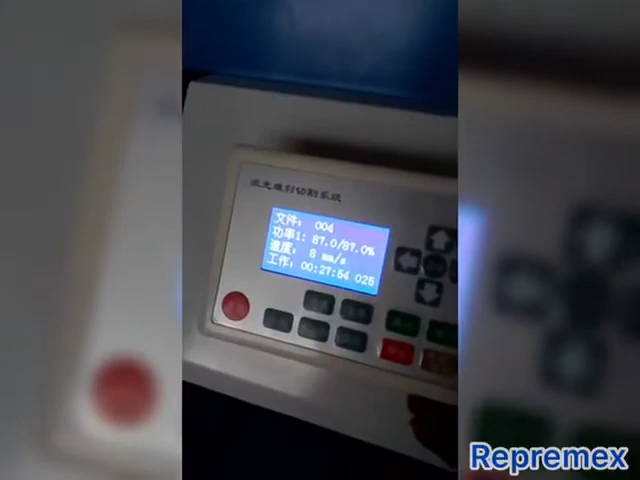 激光雕刻切割系统
文件： 004
功率1: 87.0/87.0%
速度： 8 mm/s
工作: 00:27:54 025
Repremex